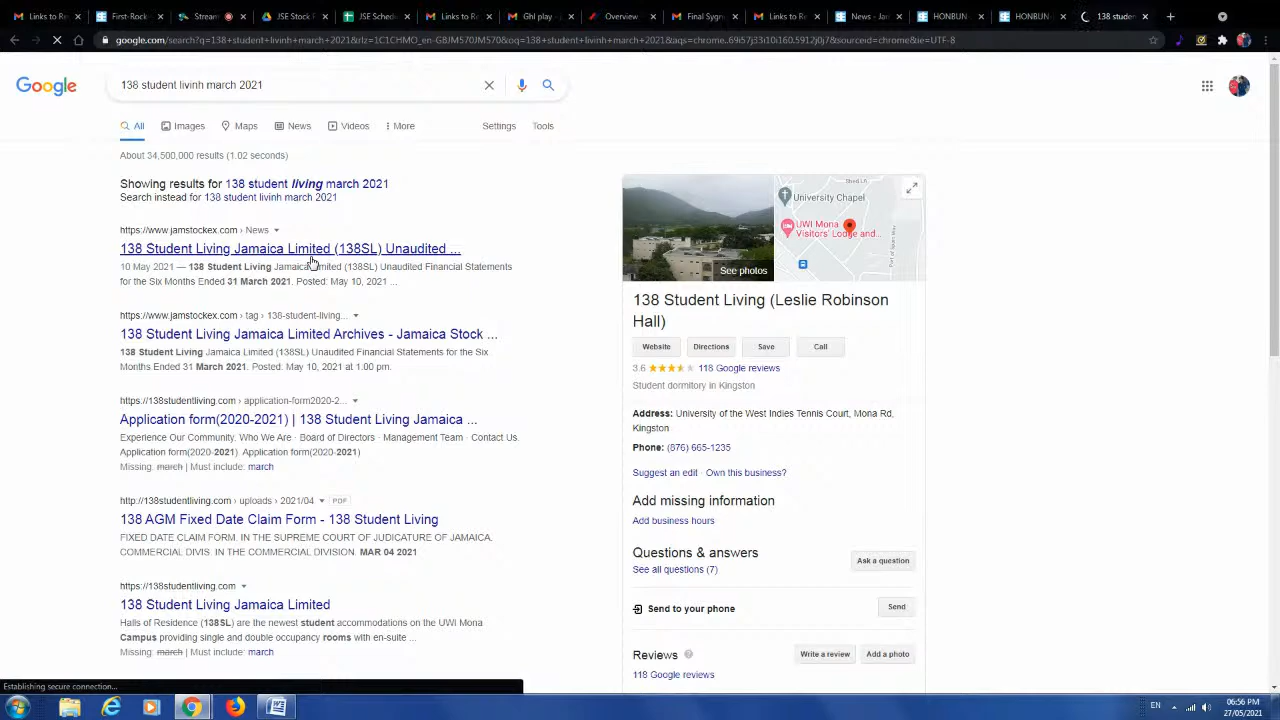 Links to Re
First-Rock
Stream
JSE Stock F
JSE Sched
Links to Re
Ghl play -
Overview
Final Sygn
Links to Re
News - Jam
HONBUN
HONBUN
138 studen
google.com/search?q=138+student+livinh+march+2021&rlz=1C1CHMO_en-GBJM570JM570&oq=138+student+livinh+march+2021&aqs=chrome..69i57j33i10i160.5912j0j7&sourceid=chrome&ie=UTF-8
Google
138 student livinh march 2021
All Images Maps News Videos More Settings Tools
About 34,500,000 results (1.02 seconds)
Showing results for 138 student living march 2021
Search instead for 138 student livinh march 2021
https://www.jamstockex.com › News
138 Student Living Jamaica Limited (138SL) Unaudited ...
10 May 2021 — 138 Student Living Jamaica Limited (138SL) Unaudited Financial Statements
for the Six Months Ended 31 March 2021. Posted: May 10, 2021 ...
https://www.jamstockex.com › tag › 138-student-living...
138 Student Living Jamaica Limited Archives - Jamaica Stock ...
138 Student Living Jamaica Limited (138SL) Unaudited Financial Statements for the Six
Months Ended 31 March 2021. Posted: May 10, 2021 at 1.00 pm.
https://138studentliving.com › application-form2020-2...
Application form(2020-2021) | 138 Student Living Jamaica ...
Experience Our Community. Who We Are · Board of Directors · Management Team · Contact Us.
Application form(2020-2021). Application form(2020-2021)
Missing: march | Must include: march
http://138studentliving.com › uploads › 2021/04 PDF
138 AGM Fixed Date Claim Form - 138 Student Living
FIXED DATE CLAIM FORM. IN THE SUPREME COURT OF JUDICATURE OF JAMAICA.
COMMERCIAL DIVIS. IN THE COMMERCIAL DIVISION. MAR 04 2021
https://138studentliving.com
138 Student Living Jamaica Limited
Halls of Residence (138SL) are the newest student accommodations on the UWI Mona
Campus providing single and double occupancy rooms with en-suite ...
Missing: march | Must include: march
See photos
University Chapel
UWI Mona
Visitors' Lodge and...
138 Student Living (Leslie Robinson
Hall)
Website Directions Save Call
3.6 118 Google reviews
Student dormitory in Kingston
Address: University of the West Indies Tennis Court, Mona Rd,
Kingston
Phone: (876) 665-1235
Suggest an edit · Own this business?
Add missing information
Add business hours
Questions & answers
See all questions (7)
Ask a question
Send to your phone
Send
Reviews
Write a review Add a photo
118 Google reviews
Establishing secure connection...
EN
06:56 PM
27/05/2021